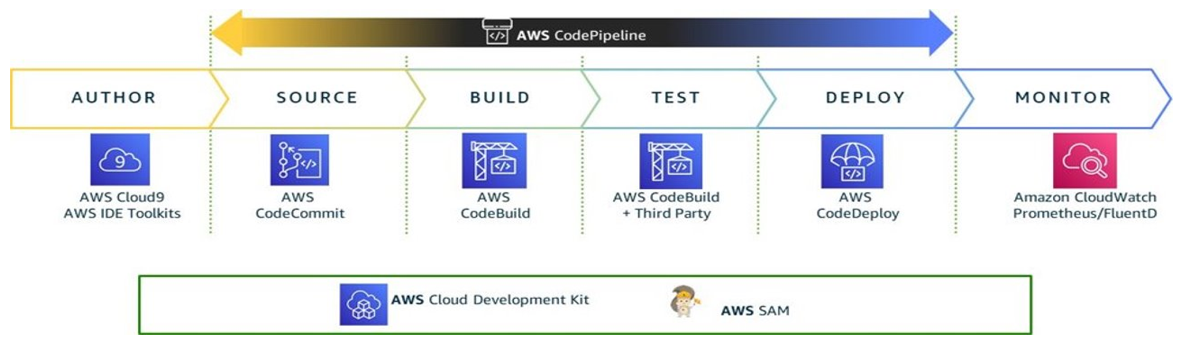 AWS CodePipeline
AUTHOR
SOURCE
BUILD
TEST
DEPLOY
MONITOR
9
AWS Cloud9
AWS IDE Toolkits
AWS
CodeCommit
AWS
CodeBuild
AWS CodeBuild
+ Third Party
AWS
CodeDeploy
Amazon CloudWatch
Prometheus/FluentD
AWS Cloud Development Kit
AWS SAM